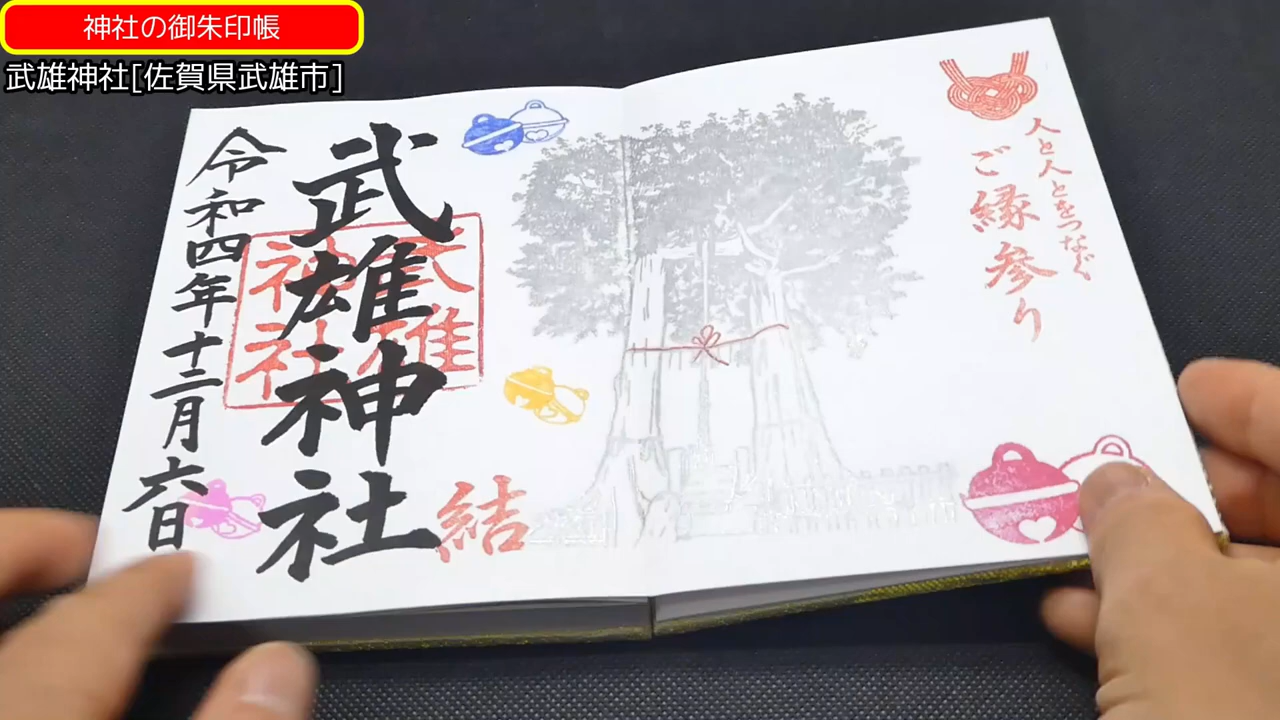 神社の御朱印帳
武雄神社[佐賀県武雄市]
人と人とをつなぐ
ご縁参り
武雄神社
武雄
神社
結
令和四年十二月六日